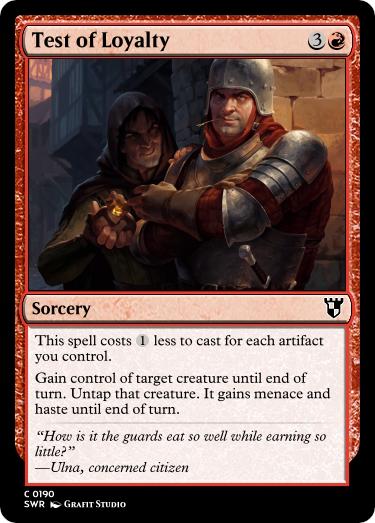 Test of Loyalty 3
Sorcery
This spell costs 1 less to cast for each artifact
you control.
Gain control of target creature until end of
turn. Untap that creature. It gains menace and
haste until end of turn.
“How is it the guards eat so well while earning so
little?”
—Ulna, concerned citizen
C 0190
SWR Grafit Studio